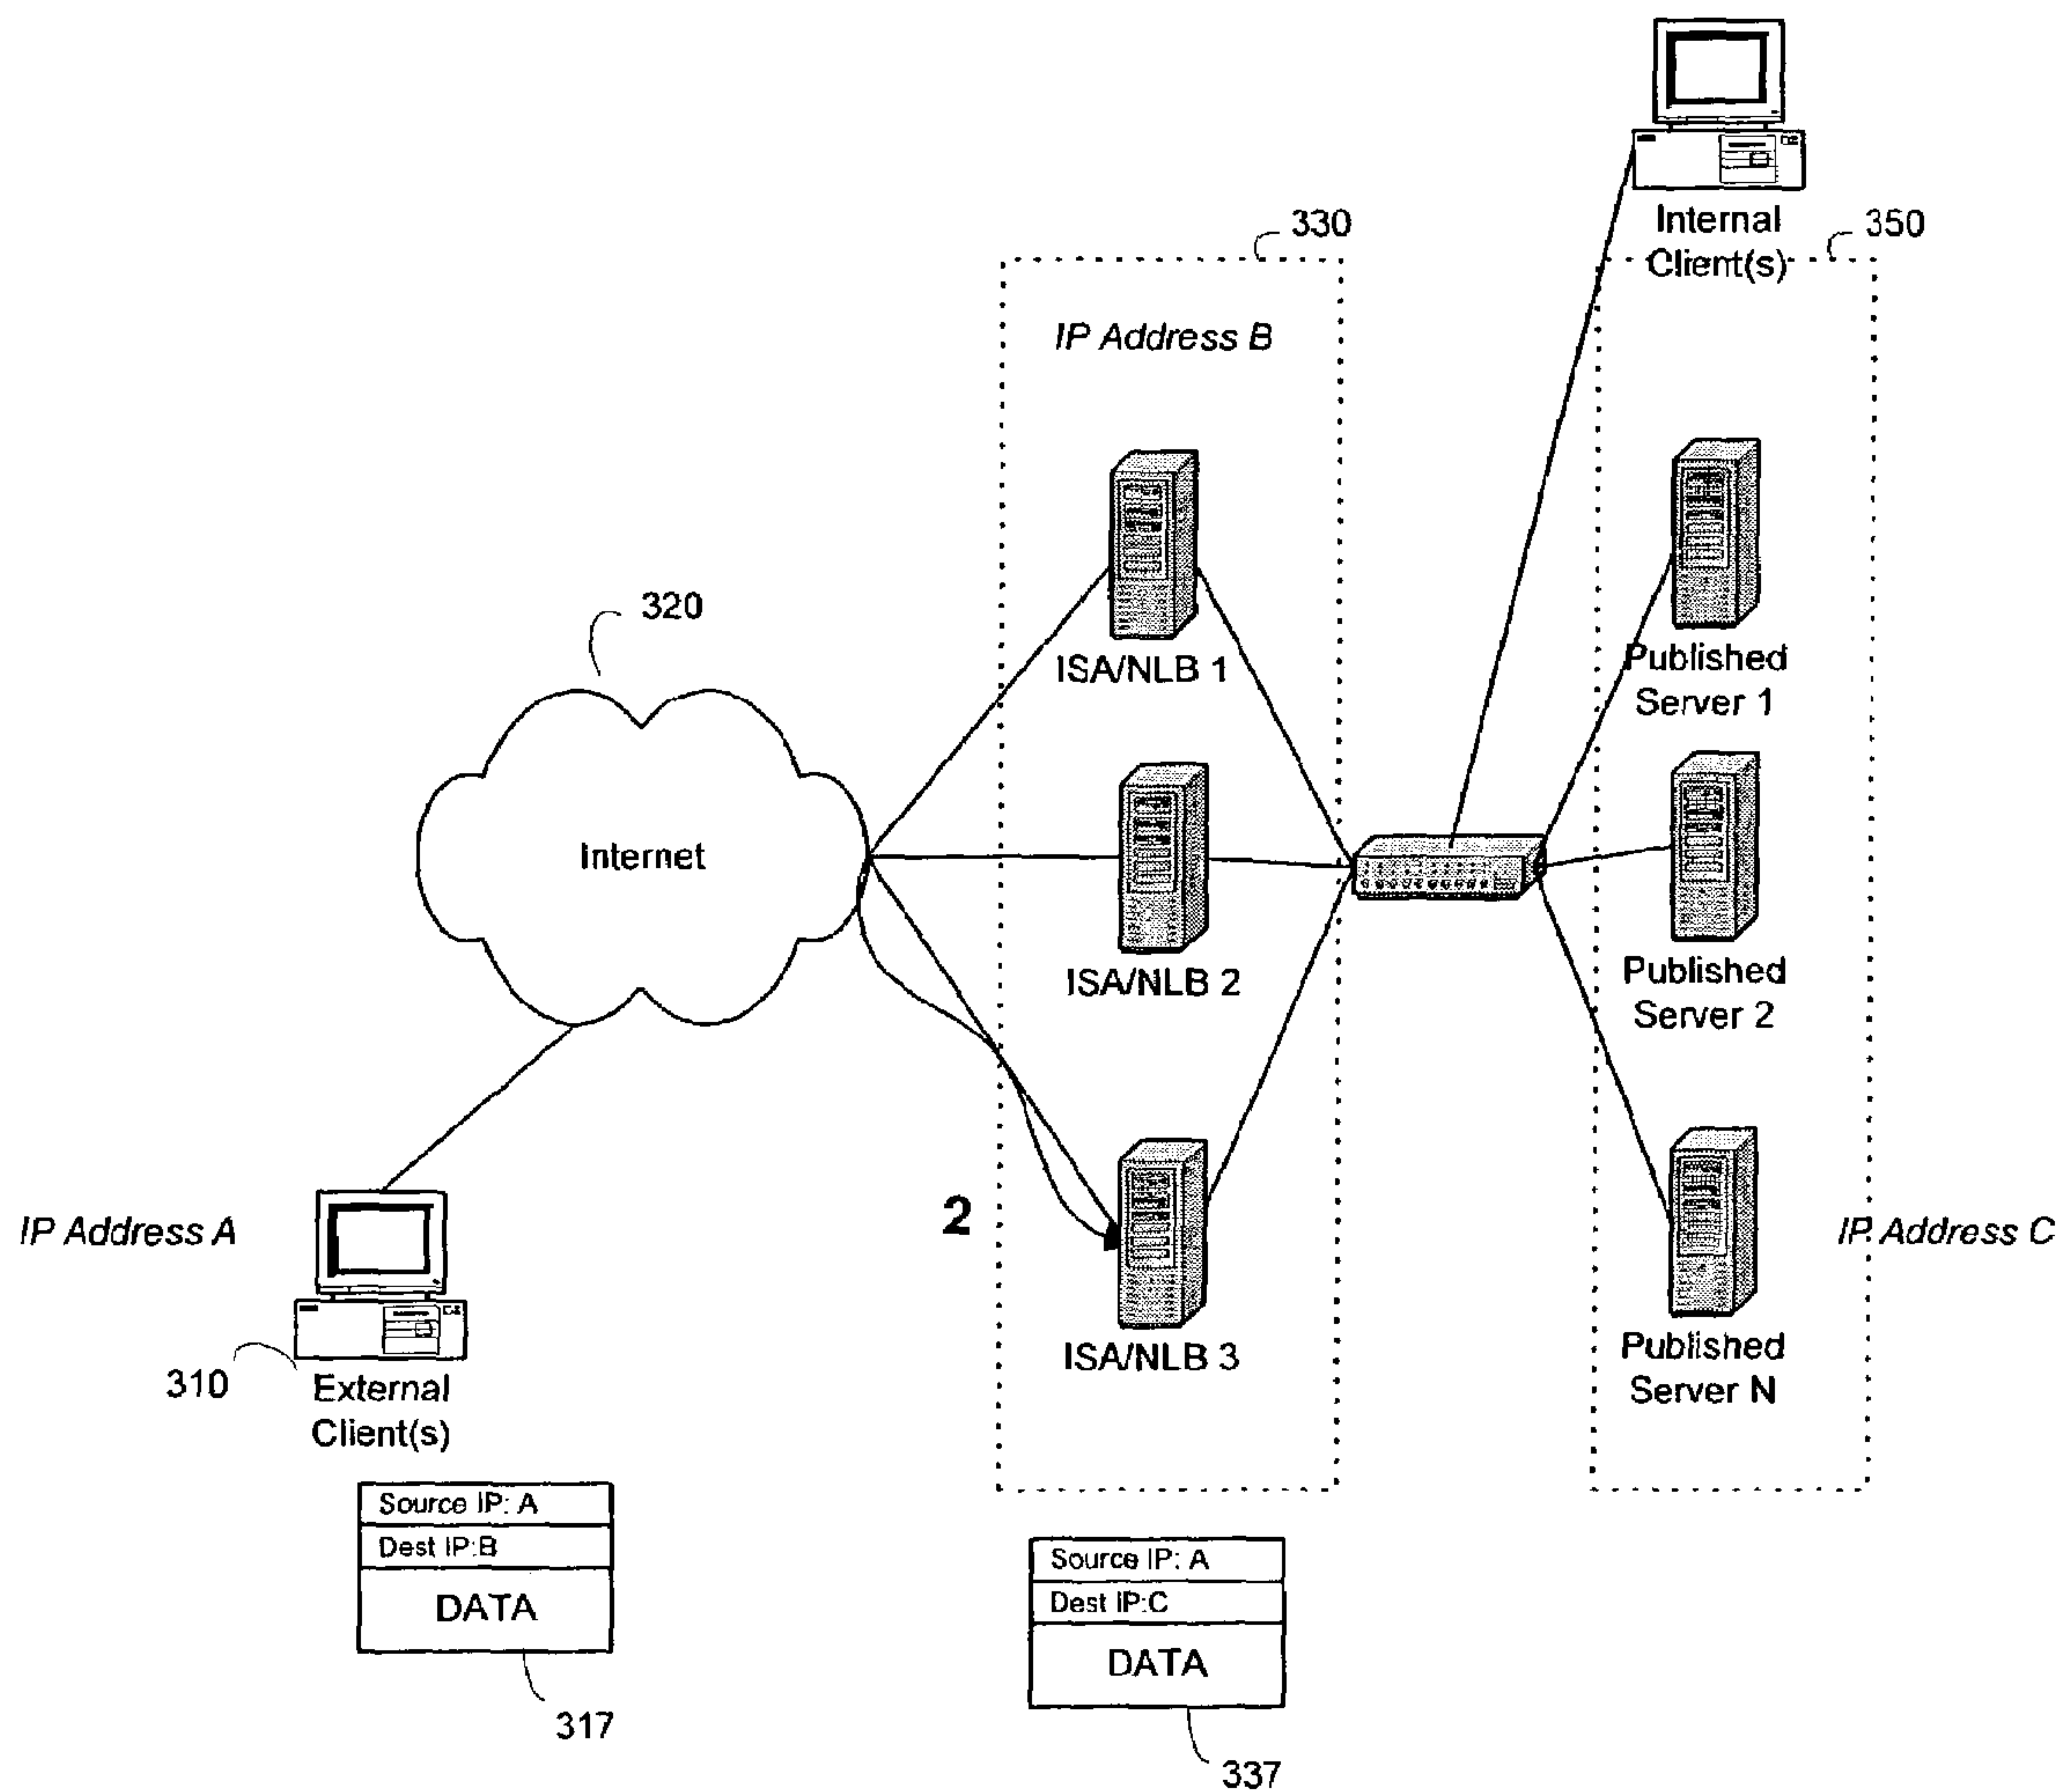 Internal
Client(s)
330
350
IP Address B
320
Published
Server 1
ISA/NLB 1
Internet
Published
Server 2
ISA/NLB 2
2
IP Address A
IP Address C
ISA/NLB 3
Published
Server N
310
External
Client(s)
Source IP: A
Dest IP:B
DATA
317
Source IP: A
Dest IP:C
DATA
337